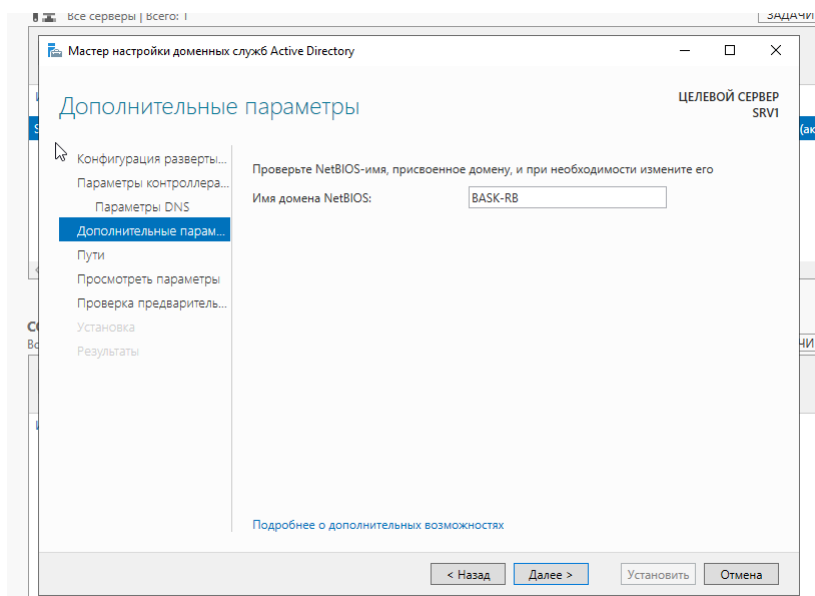 Все серверы | Всего: 1
ЗАДАЧИ
Мастер настройки доменных служб Active Directory
Дополнительные параметры
ЦЕЛЕВОЙ СЕРВЕР
SRV1
Конфигурация разверты...
Параметры контроллера...
Параметры DNS
Дополнительные парам...
Пути
Просмотреть параметры
Проверка предваритель...
Установка
Результаты
Проверьте NetBIOS-имя, присвоенное домену, и при необходимости измените его
Имя домена NetBIOS:
BASK-RB
Подробнее о дополнительных возможностях
< Назад
Далее >
Установить
Отмена